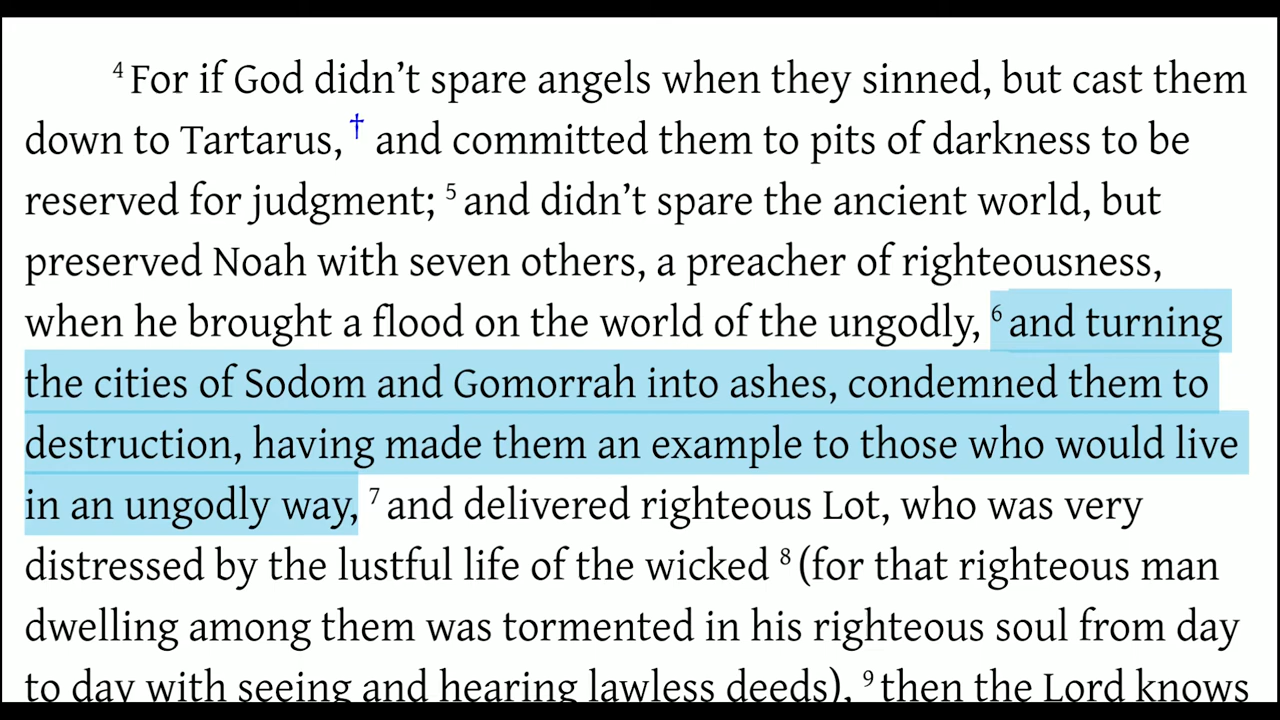 4 For if God didn’t spare angels when they sinned, but cast them
down to Tartarus,† and committed them to pits of darkness to be
reserved for judgment; 5 and didn’t spare the ancient world, but
preserved Noah with seven others, a preacher of righteousness,
when he brought a flood on the world of the ungodly, 6 and turning
the cities of Sodom and Gomorrah into ashes, condemned them to
destruction, having made them an example to those who would live
in an ungodly way, 7 and delivered righteous Lot, who was very
distressed by the lustful life of the wicked 8 (for that righteous man
dwelling among them was tormented in his righteous soul from day
to day with seeing and hearing lawless deeds), 9 then the Lord knows